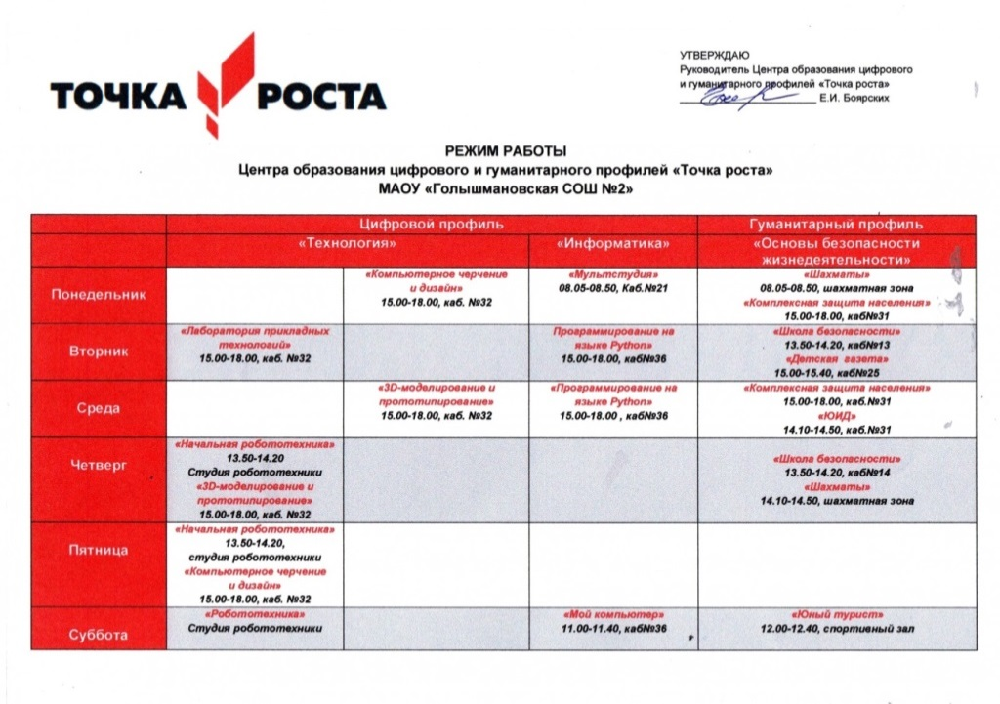 ТОЧКА РОСТА
УТВЕРЖДАЮ
Руководитель Центра образования цифрового
и гуманитарного профилей «Точка роста»
Е.И. Боярских
РЕЖИМ РАБОТЫ
Центра образования цифрового и гуманитарного профилей «Точка роста»
МАОУ «Голышмановская СОШ №2»
Цифровой профиль
Гуманитарный профиль
«Технология»
«Информатика»
«Основы безопасности
жизнедеятельности»
Понедельник
«Компьютерное черчение
и дизайн»
15.00-18.00, каб. №32
«Мультстудия»
08.05-08.50, Каб.№21
«Шахматы»
08.05-08.50, шахматная зона
«Комплексная защита населения»
15.00-18.00, каб№31
Вторник
«Лаборатория прикладных
технологий»
15.00-18.00, каб. №32
Программирование на
языке Python»
15.00-18.00, каб№36
«Школа безопасности»
13.50-14.20, каб№13
«Детская газета»
15.00-15.40, каб№25
Среда
«3D-моделирование и
прототипирование»
15.00-18.00, каб. №32
«Программирование на
языке Python»
15.00-18.00 , каб№36
«Комплексная защита населения»
15.00-18.00, каб.№31
«ЮИД»
14.10-14.50, каб.№31
Четверг
«Начальная робототехника»
13.50-14.20
Студия робототехники
«3D-моделирование и
прототипирование»
15.00-18.00, каб. №32
«Школа безопасности»
13.50-14.20, каб№14
«Шахматы»
14.10-14.50, шахматная зона
Пятница
«Начальная робототехника»
13.50-14.20,
студия робототехники
«Компьютерное черчение
и дизайн»
15.00-18.00, каб. №32
Суббота
«Робототехника»
Студия робототехники
«Мой компьютер»
11.00-11.40, каб№36
«Юный турист»
12.00-12.40, спортивный зал